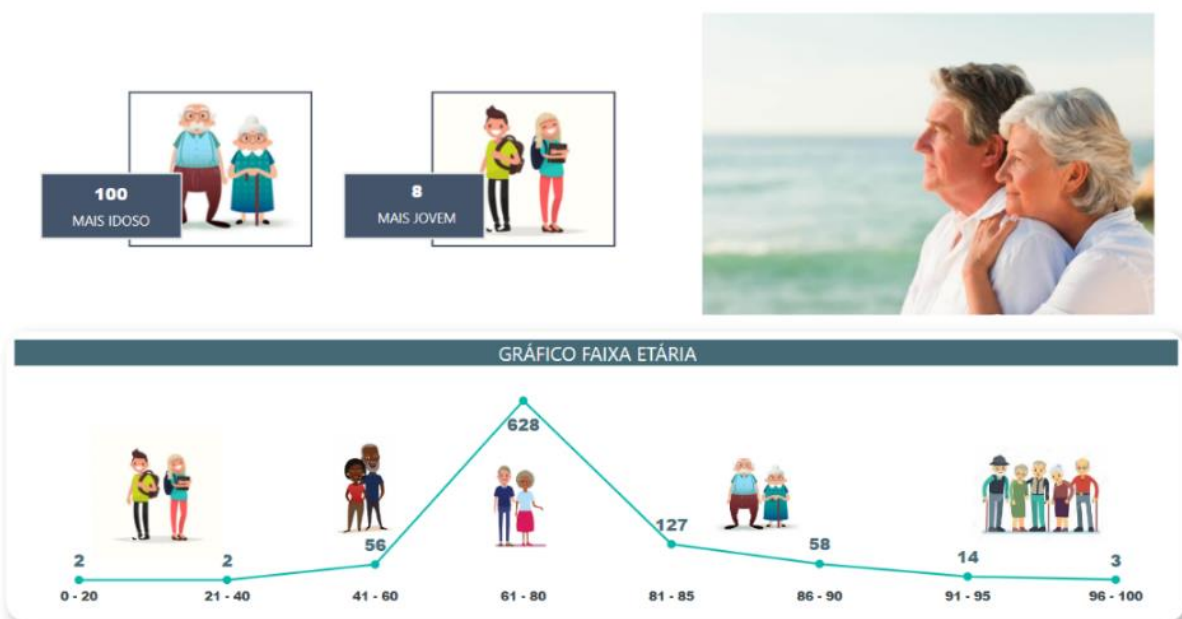 100
MAIS IDOSO
8
MAIS JOVEM
GRÁFICO FAIXA ETÁRIA
2
2
56
628
127
58
14
3
0 - 20
21 - 40
41 - 60
61 - 80
81 - 85
86 - 90
91 - 95
96 - 100